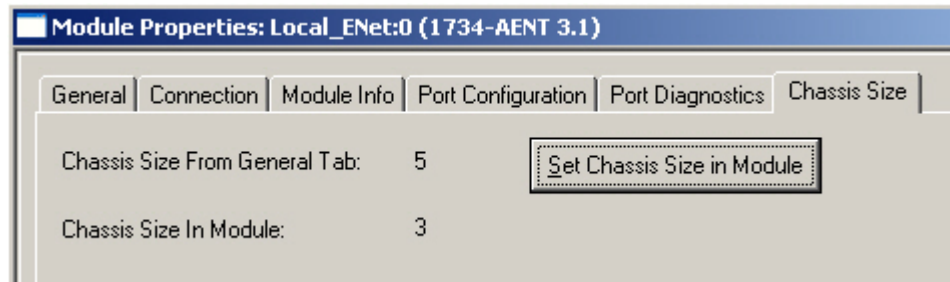 Module Properties: Local_ENet:0 (1734-AENT 3.1)
General Connection Module Info Port Configuration Port Diagnostics Chassis Size
Chassis Size From General Tab: 5 Set Chassis Size in Module
Chassis Size In Module: 3